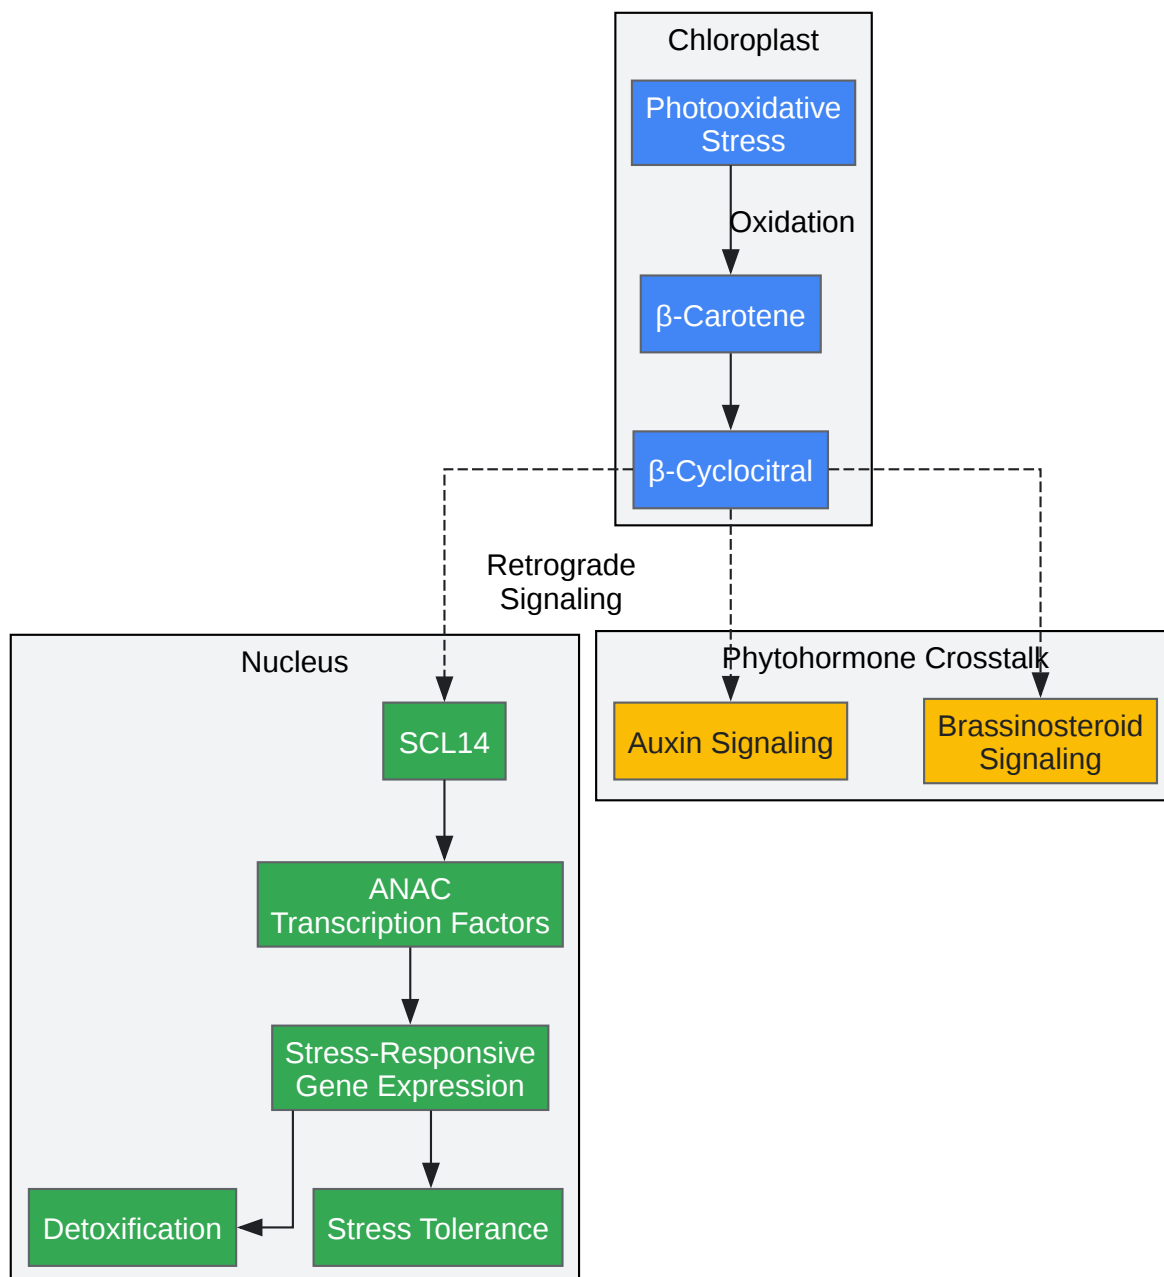 Chloroplast
Photooxidative
Stress
Oxidation
β-Carotene
β-Cyclocitral
Retrograde
Signaling
Nucleus
SCL14
ANAC
Transcription Factors
Stress-Responsive
Gene Expression
Detoxification
Stress Tolerance
Phytohormone Crosstalk
Auxin Signaling
Brassinosteroid
Signaling